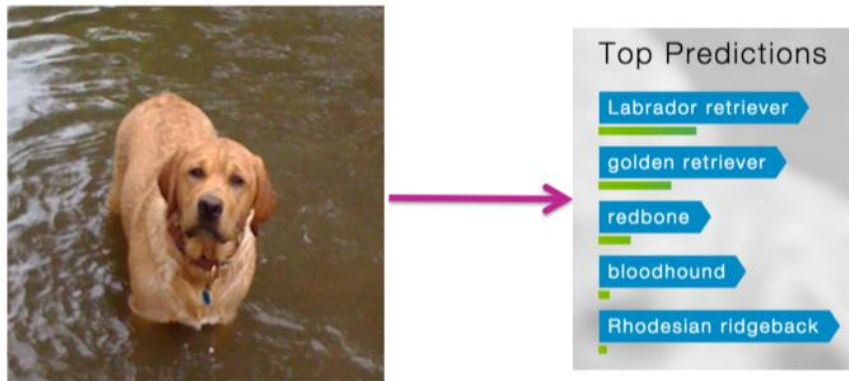 Top Predictions
Labrador retriever
golden retriever
redbone
bloodhound
Rhodesian ridgeback